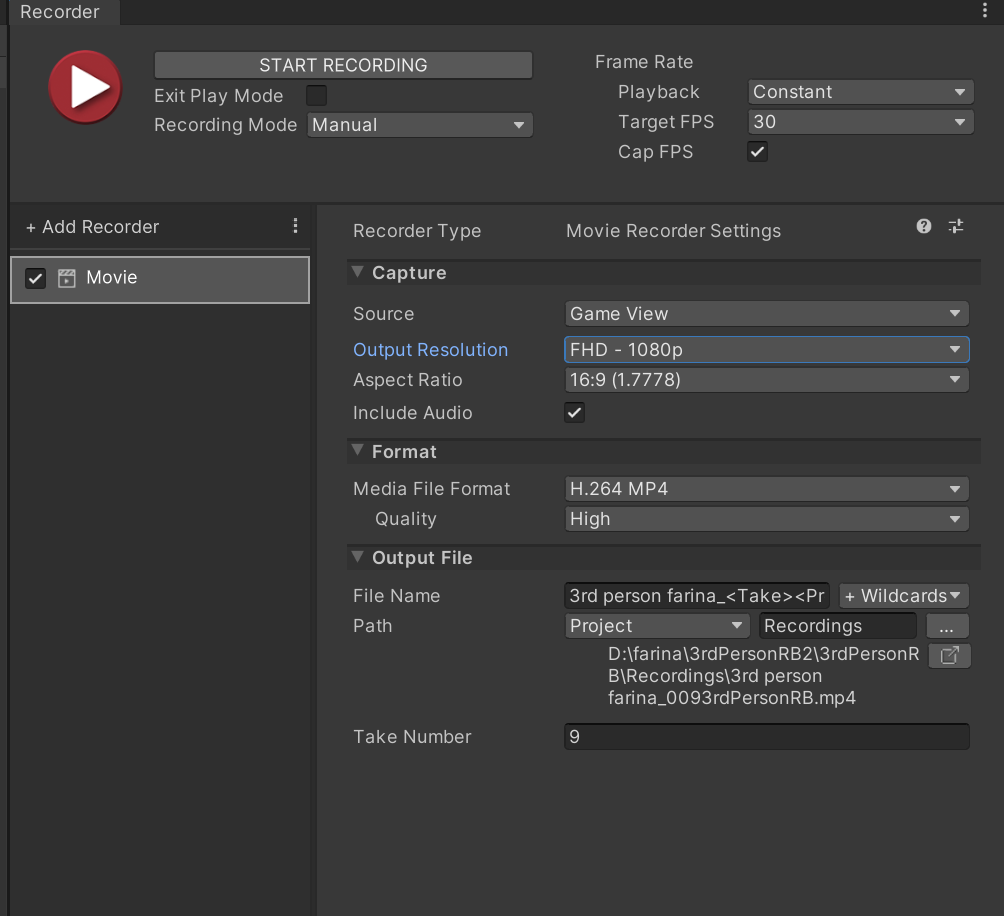 Recorder
START RECORDING
Exit Play Mode
Recording Mode Manual
Frame Rate
Playback Constant
Target FPS 30
Cap FPS
+ Add Recorder
Movie
Recorder Type Movie Recorder Settings
Capture
Source Game View
Output Resolution FHD - 1080p
Aspect Ratio 16:9 (1.7778)
Include Audio
Format
Media File Format H.264 MP4
Quality High
Output File
File Name 3rd person farina_<Take><Pr + Wildcards
Path Project Recordings ...
D:\farina\3rdPersonRB2\3rdPersonR
B\Recordings\3rd person
farina_0093rdPersonRB.mp4
Take Number 9